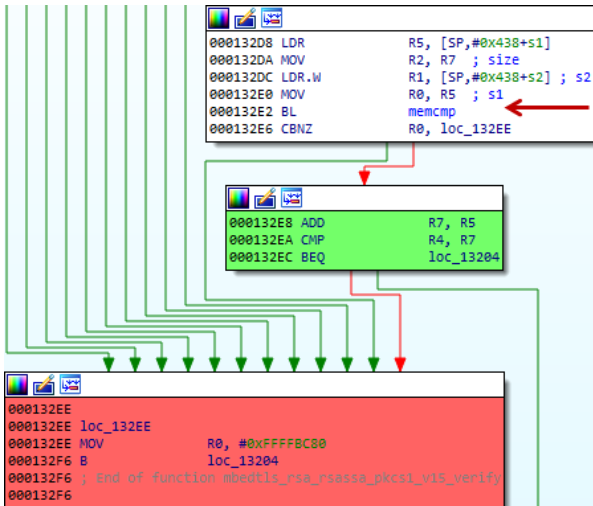 000132D8 LDR R5, [SP,#0x438+s1]
000132DA MOV R2, R7 ; size
000132DC LDR.W R1, [SP,#0x438+s2] ; s2
000132E0 MOV R0, R5 ; s1
000132E2 BL memcmp
000132E6 CBNZ R0, loc_132EE
000132E8 ADD R7, R5
000132EA CMP R4, R7
000132EC BEQ loc_13204
000132EE
000132EE loc_132EE
000132EE MOV R0, #0xFFFFBC80
000132F6 B loc_13204
000132F6 ; End of function mbedtls_rsa_rsassa_pkcs1_v15_verify
000132F6